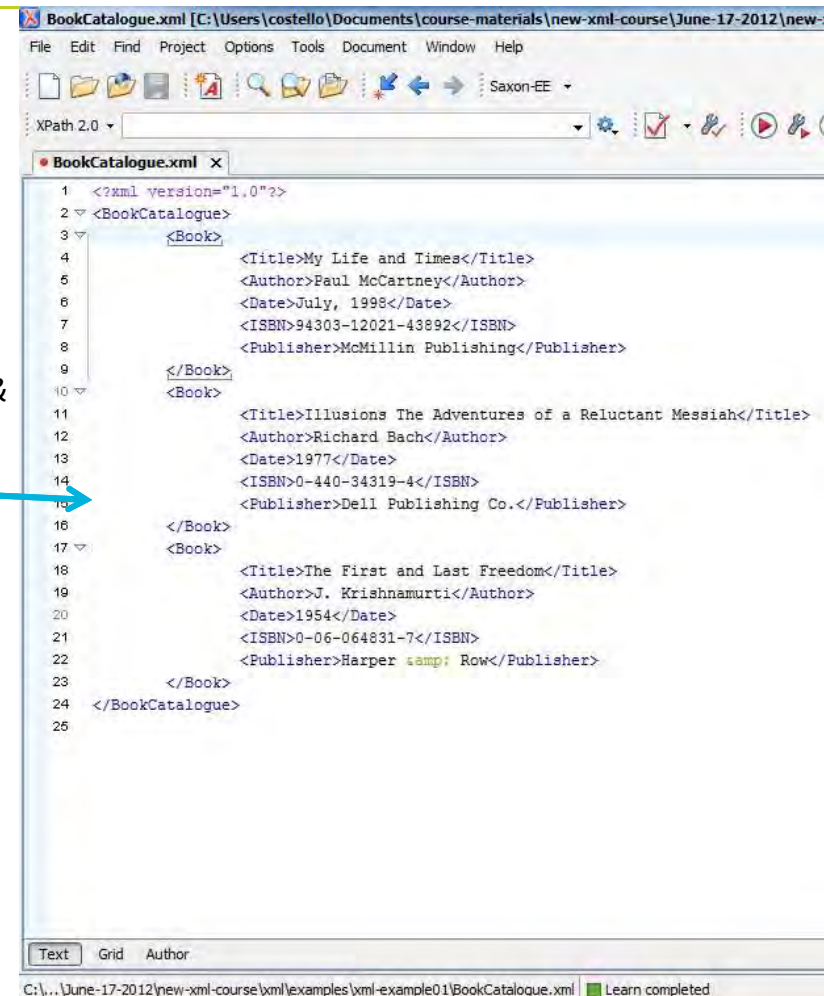 BookCatalogue.xml [C:\Users\costello\Documents\course-materials\new-xml-course\June-17-2012\new-
File Edit Find Project Options Tools Document Window Help
Saxon-EE
XPath 2.0
BookCatalogue.xml X
1 <?xml version="1.0"?>
2 <BookCatalogue>
3 <Book>
4 <Title>My Life and Times</Title>
5 <Author>Paul McCartney</Author>
6 <Date>July, 1998</Date>
7 <ISBN>94303-12021-43892</ISBN>
8 <Publisher>McMillin Publishing</Publisher>
9 </Book>
&
10 <Book>
11 <Title>Illusions The Adventures of a Reluctant Messiah</Title>
12 <Author>Richard Bach</Author>
13 <Date>1977</Date>
14 <ISBN>0-440-34319-4</ISBN>
15 <Publisher>Dell Publishing Co.</Publisher>
16 </Book>
17 <Book>
18 <Title>The First and Last Freedom</Title>
19 <Author>J. Krishnamurti</Author>
20 <Date>1954</Date>
21 <ISBN>0-06-064831-7</ISBN>
22 <Publisher>Harper &amp; Row</Publisher>
23 </Book>
24 </BookCatalogue>
25
Text Grid Author
C:\...\June-17-2012\new-xml-course\xml\examples\xml-example01\BookCatalogue.xml Learn completed